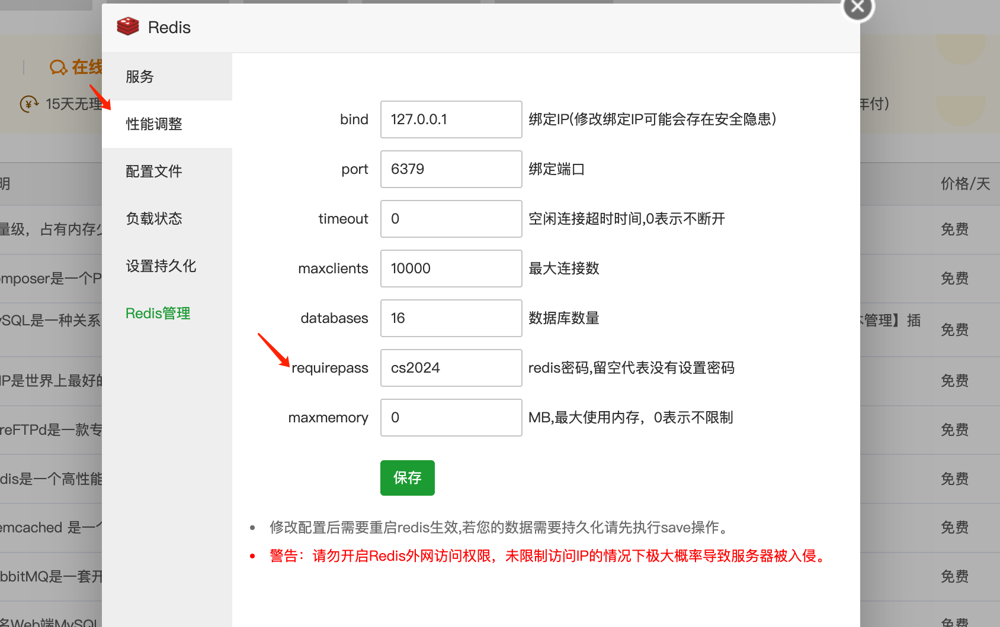 Redis
在线
15天无理
年付）
服务
性能调整
配置文件
负载状态
设置持久化
Redis管理
bind 127.0.0.1 绑定IP(修改绑定IP可能会存在安全隐患)
port 6379 绑定端口
timeout 0 空闲连接超时时间,0表示不断开
maxclients 10000 最大连接数
databases 16 数据库数量
requirepass cs2024 redis密码,留空代表没有设置密码
maxmemory 0 MB,最大使用内存，0表示不限制
保存
修改配置后需要重启redis生效,若您的数据需要持久化请先执行save操作。
警告：请勿开启Redis外网访问权限，未限制访问IP的情况下极大概率导致服务器被入侵。
明 价格/天
量级，占有内存少 免费
omposer是一个P 免费
ySQL是一种关系 管理】插 免费
HP是世界上最好的 免费
reFTPd是一款专 免费
dis是一个高性能 免费
emcached 是一个 免费
bbitMQ是一套开 免费
名Web端MySQL 免费